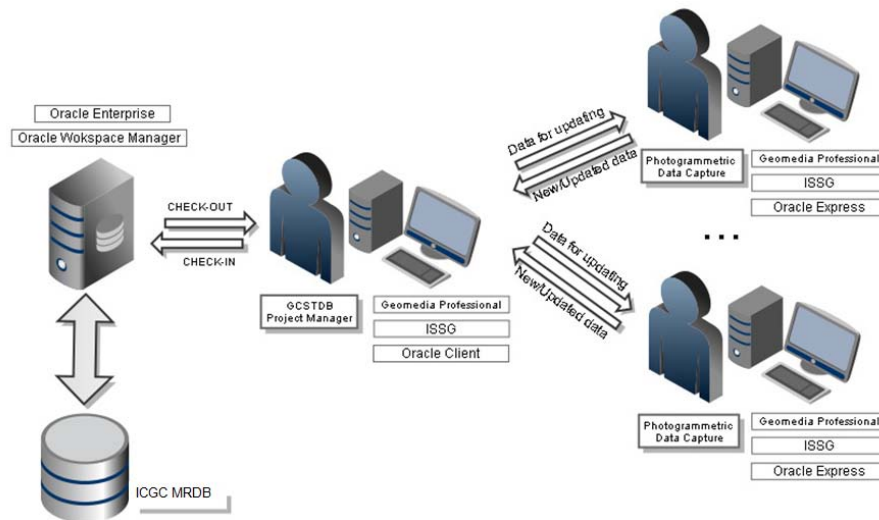 Oracle Enterprise
Oracle Wokspace Manager
CHECK-OUT
CHECK-IN
ICGC MRDB
GCSTDB
Project Manager
Geomedia Professional
ISSG
Oracle Client
Data for updating
New/Updated data
Photogrammetric
Data Capture
Geomedia Professional
ISSG
Oracle Express
...
Data for updating
New/Updated data
Photogrammetric
Data Capture
Geomedia Professional
ISSG
Oracle Express